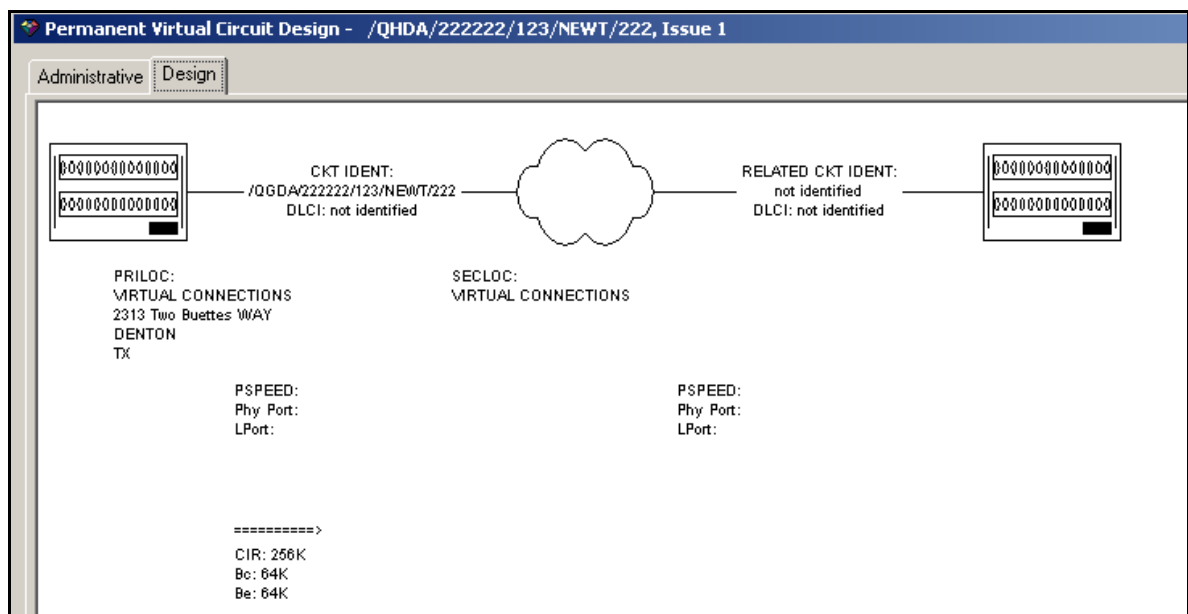 Permanent Virtual Circuit Design - /QHDA/222222/123/NEWT/222, Issue 1
Administrative
Design
CKT IDENT:
/QGDA/222222/123/NEWT/222
DLCI: not identified
RELATED CKT IDENT:
not identified
DLCI: not identified
PRILOC:
VIRTUAL CONNECTIONS
2313 Two Buettes WAY
DENTON
TX
SECLOC:
VIRTUAL CONNECTIONS
PSPEED:
Phy Port:
LPort:
PSPEED:
Phy Port:
LPort:
==========>
CIR: 256K
Bc: 64K
Be: 64K